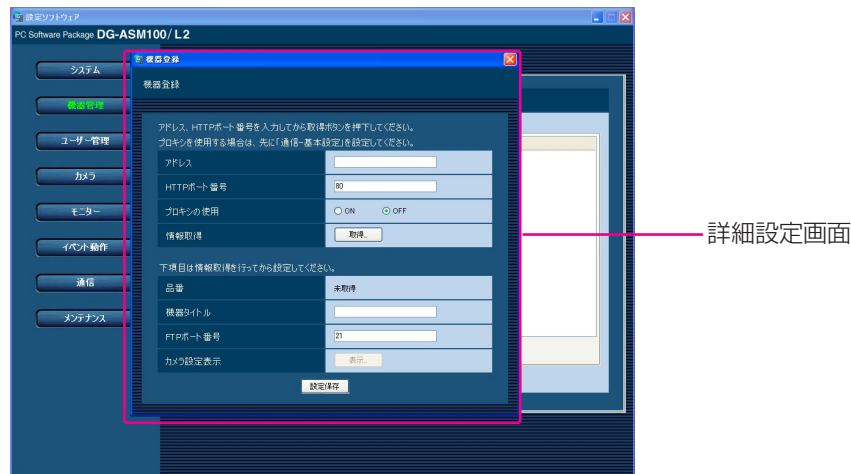 設定ソフトウェア
PC Software Package DG-ASM100/L2
システム
機器管理
ユーザー管理
カメラ
モニター
イベント動作
通信
メンテナンス
機器登録
機器登録
アドレス、HTTPポート番号を入力してから取得ボタンを押下してください。
プロキシを使用する場合は、先に「通信-基本設定」を設定してください。
アドレス
HTTPポート番号 80
プロキシの使用 ON OFF
情報取得 取得...
下項目は情報取得を行ってから設定してください。
品番 未取得
機器タイトル
FTPポート番号 21
カメラ設定表示 表示...
設定保存
詳細設定画面